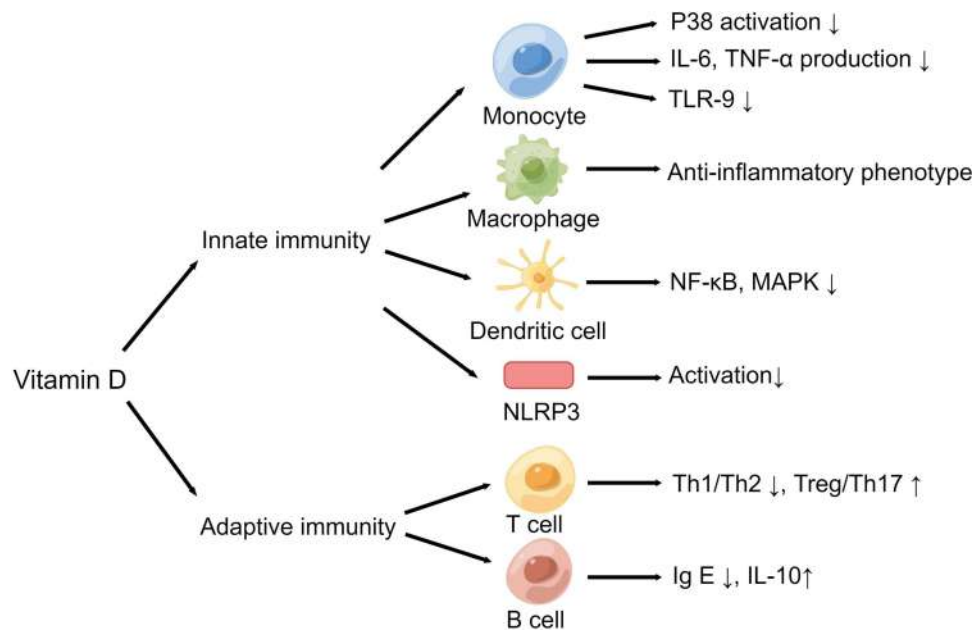 P38 activation ↓
IL-6, TNF-α production ↓
TLR-9 ↓
Monocyte
Anti-inflammatory phenotype
Macrophage
Innate immunity
NF-κB, MAPK ↓
Dendritic cell
Vitamin D
Activation↓
NLRP3
Th1/Th2 ↓, Treg/Th17 ↑
T cell
Adaptive immunity
Ig E ↓, IL-10↑
B cell